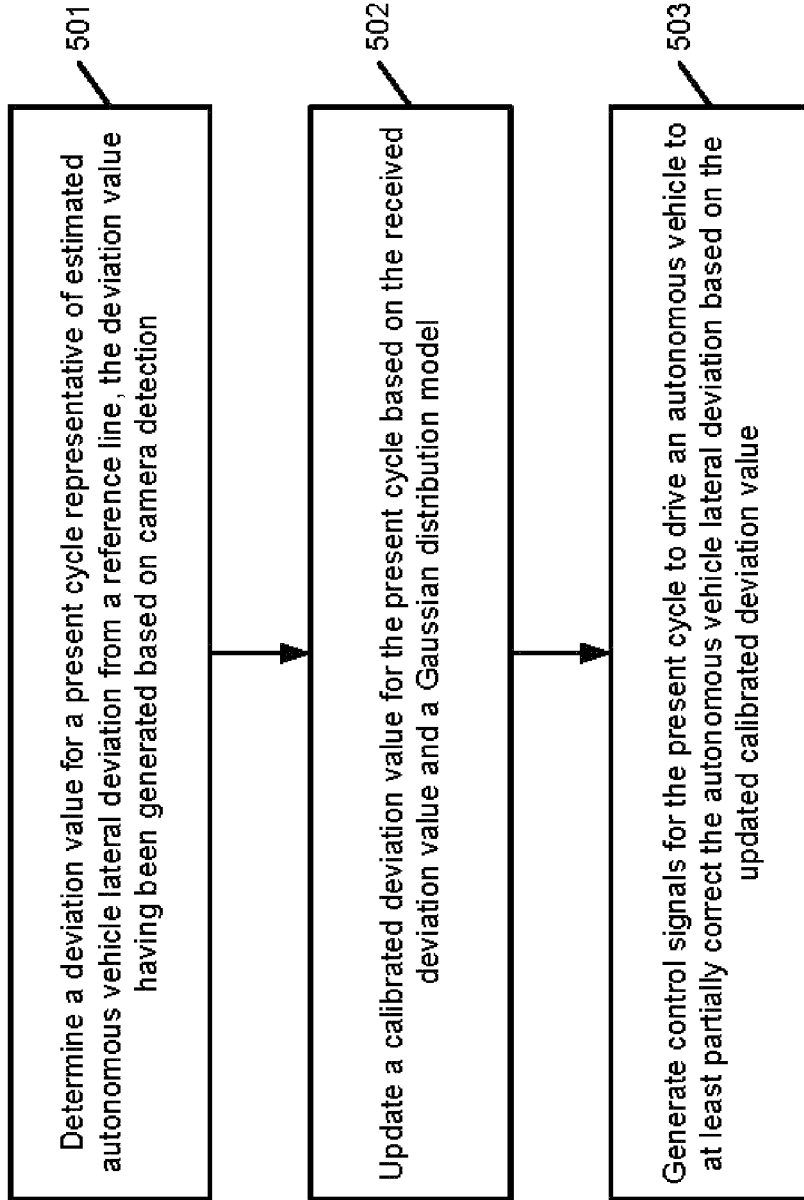 501
Determine a deviation value for a present cycle representative of estimated
autonomous vehicle lateral deviation from a reference line, the deviation value
having been generated based on camera detection
502
Update a calibrated deviation value for the present cycle based on the received
deviation value and a Gaussian distribution model
503
Generate control signals for the present cycle to drive an autonomous vehicle to
at least partially correct the autonomous vehicle lateral deviation based on the
updated calibrated deviation value